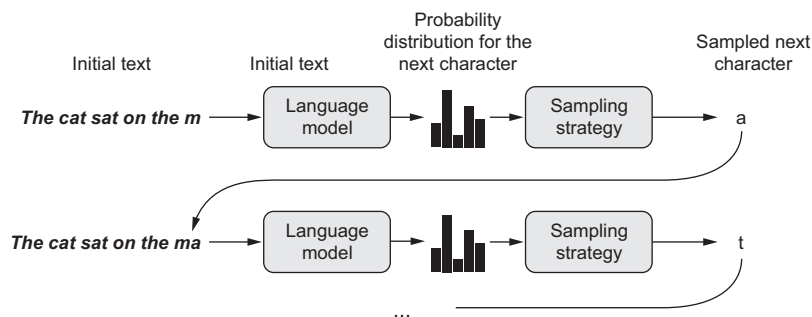 Initial text
Initial text
Probability
distribution for the
next character
Sampled next
character
The cat sat on the m
Language
model
Sampling
strategy
a
The cat sat on the ma
Language
model
Sampling
strategy
t
...